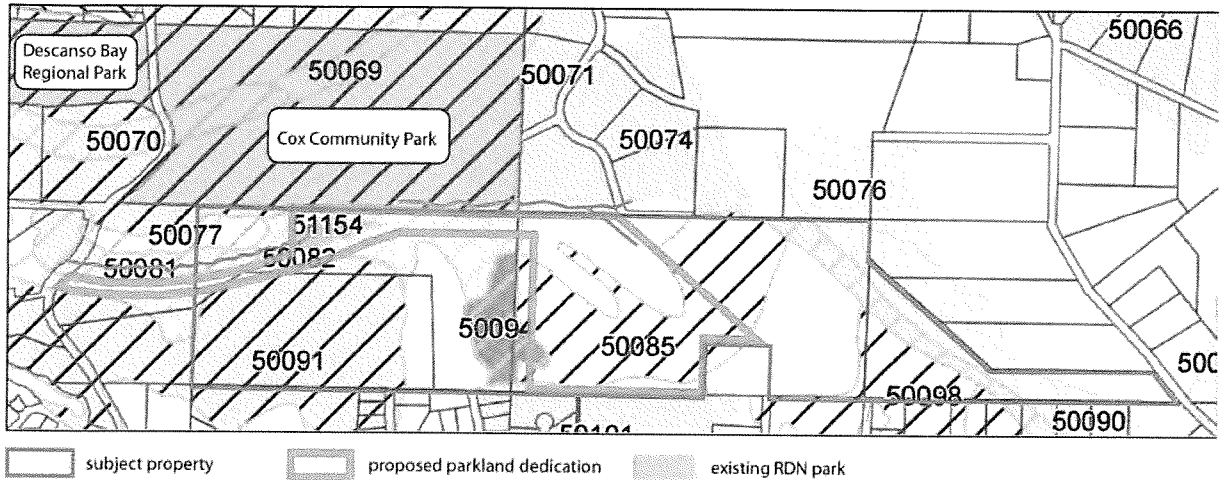 Descanso Bay
Regional Park
50069
50071
50066
50070
Cox Community Park
50074
50076
50077
51154
50081
50082
50094
50085
50091
50098
50090
subject property
proposed parkland dedication
existing RDN park